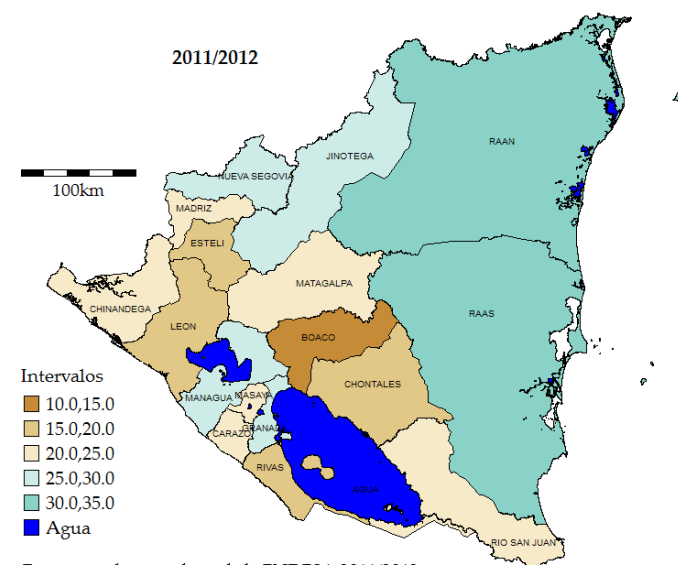 2011/2012
RAAN
JINOTEGA
NUEVA SEGOVIA
100km
MADRIZ
ESTELI
MATAGALPA
CHINANDEGA
RAAS
LEON
BOACO
Intervalos
CHONTALES
MANAGUA
MASAYA
10.0,15.0
15.0,20.0
GRANADA
CARAZO
20.0,25.0
RIVAS
25.0,30.0
AGUA
30.0,35.0
Agua
RIO SAN JUAN